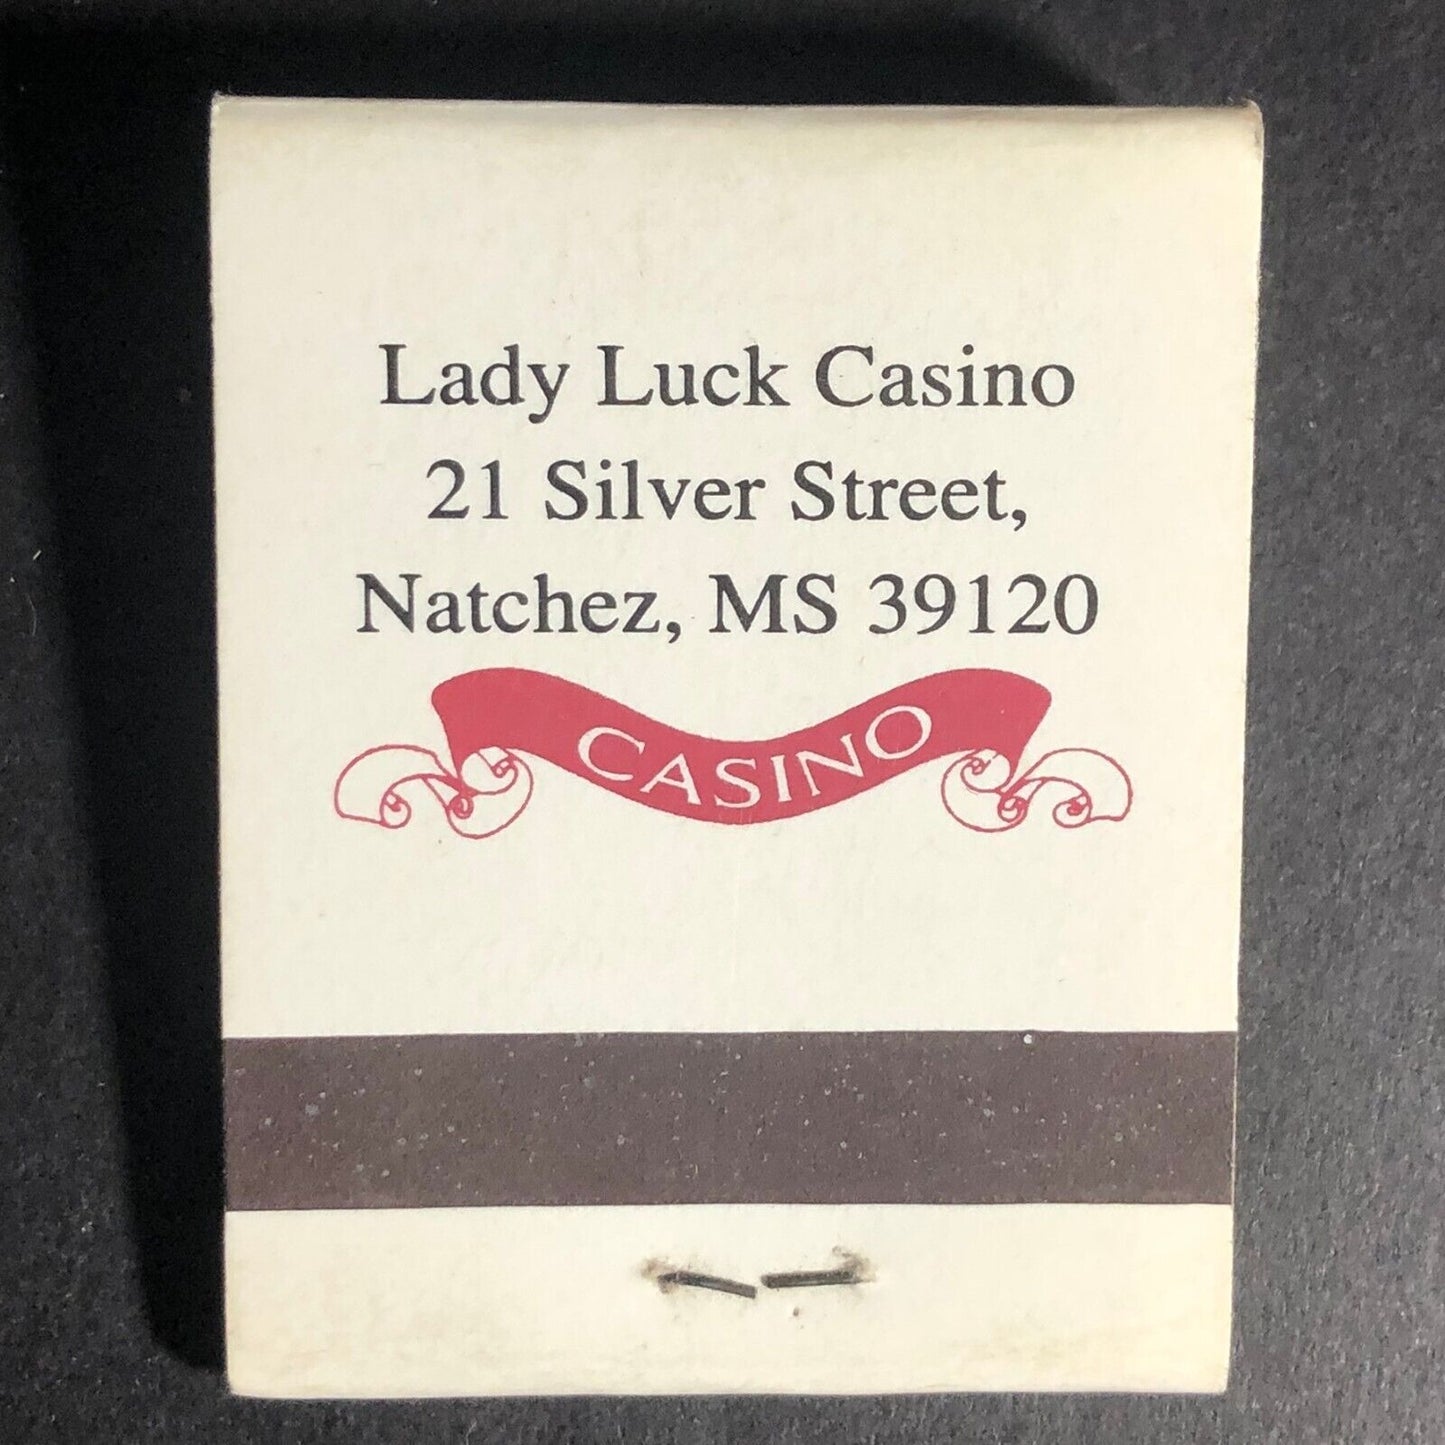 Lady Luck Casino
21 Silver Street,
Natchez, MS 39120
CASINO